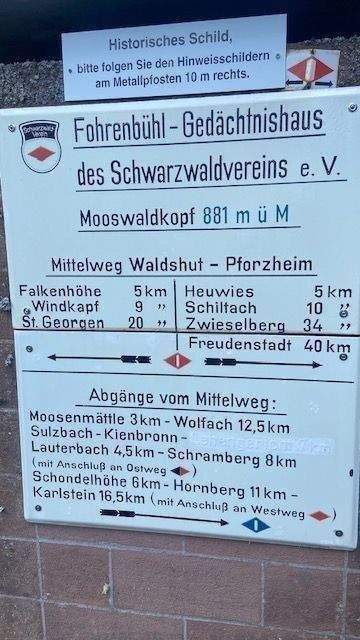 Historisches Schild,
bitte folgen Sie den Hinweisschildern
am Metallpfosten 10 m rechts.
Schwarzwald-
Verein
Fohrenbühl - Gedächtnishaus
des Schwarzwaldvereins e. V.
Mooswaldkopf 881 m ü M
Mittelweg Waldshut - Pforzheim
Falkenhöhe 5 km Heuwies 5 km
Windkapf 9 " Schiltach 10 "
St. Georgen 20 " Zwieselberg 34 "
Freudenstadt 40 km
Abgänge vom Mittelweg:
Moosenmättle 3 km - Wolfach 12,5 km
Sulzbach - Kienbronn -
Lauterbach 4,5 km - Schramberg 8 km
(mit Anschluß an Ostweg)
Schondelhöhe 6 km - Hornberg 11 km -
Karlstein 16,5 km (mit Anschluß an Westweg)